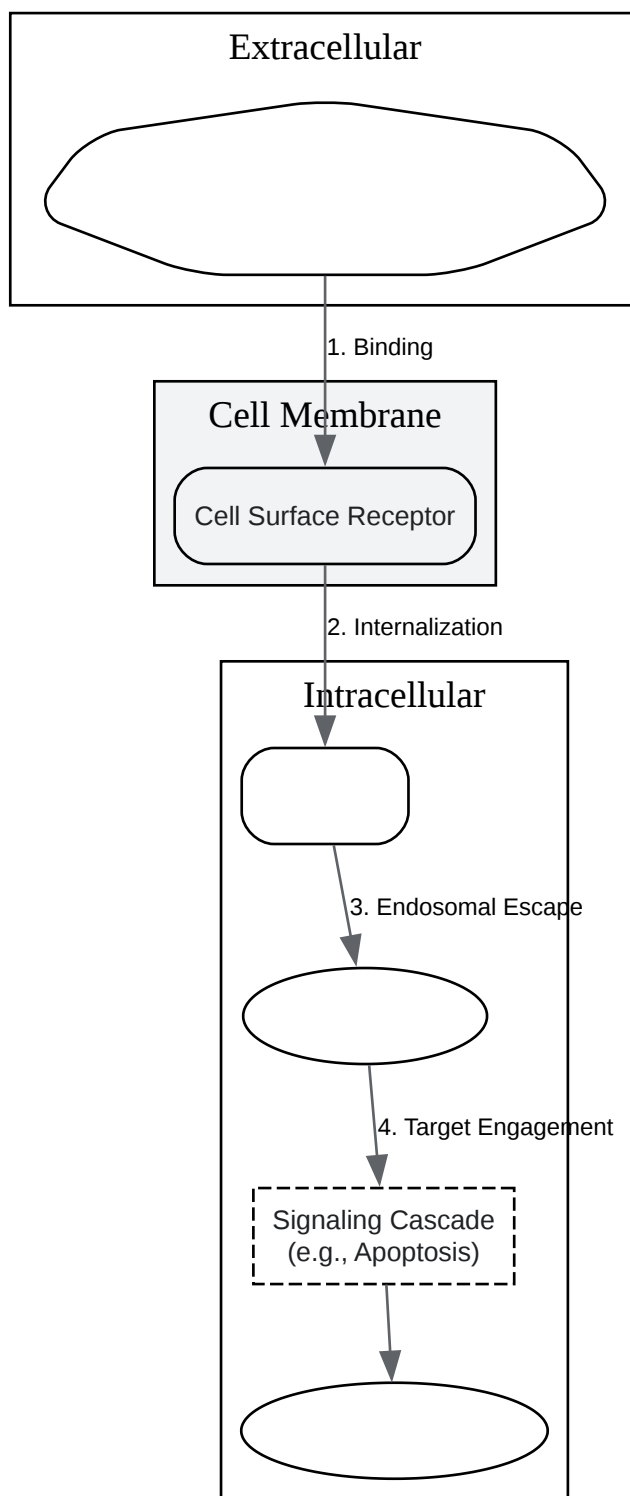 Extracellular
1. Binding
Cell Membrane
Cell Surface Receptor
2. Internalization
Intracellular
3. Endosomal Escape
4. Target Engagement
Signaling Cascade
(e.g., Apoptosis)